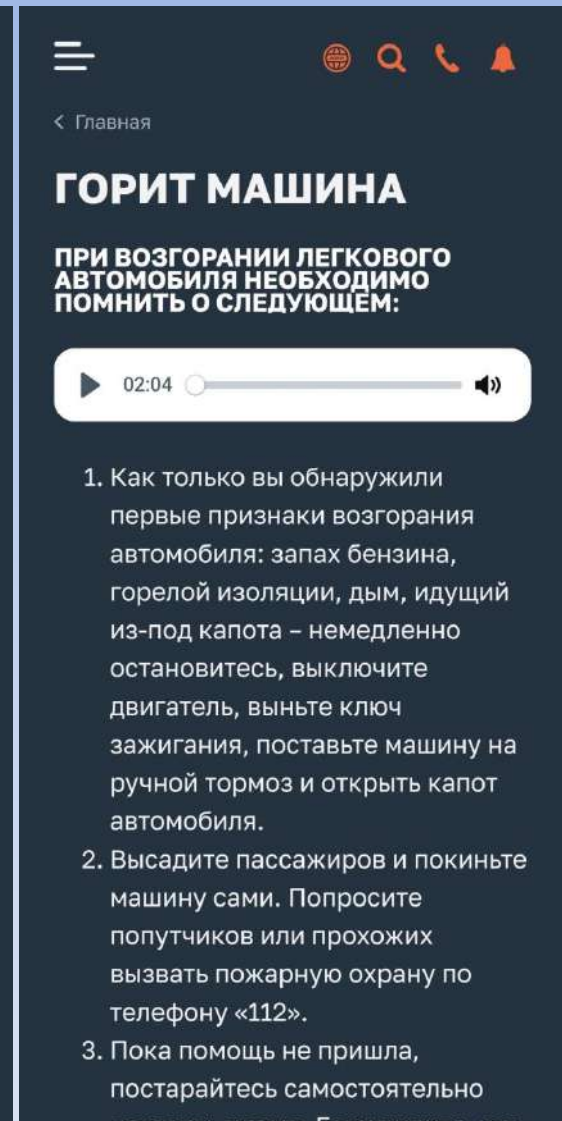 < Главная
ГОРИТ МАШИНА
ПРИ ВОЗГОРАНИИ ЛЕГКОВОГО
АВТОМОБИЛЯ НЕОБХОДИМО
ПОМНИТЬ О СЛЕДУЮЩЕМ:
02:04
1. Как только вы обнаружили
первые признаки возгорания
автомобиля: запах бензина,
горелой изоляции, дым, идущий
из-под капота – немедленно
остановитесь, выключите
двигатель, выньте ключ
зажигания, поставьте машину на
ручной тормоз и открыть капот
автомобиля.
2. Высадите пассажиров и покиньте
машину сами. Попросите
попутчиков или прохожих
вызвать пожарную охрану по
телефону «112».
3. Пока помощь не пришла,
постарайтесь самостоятельно